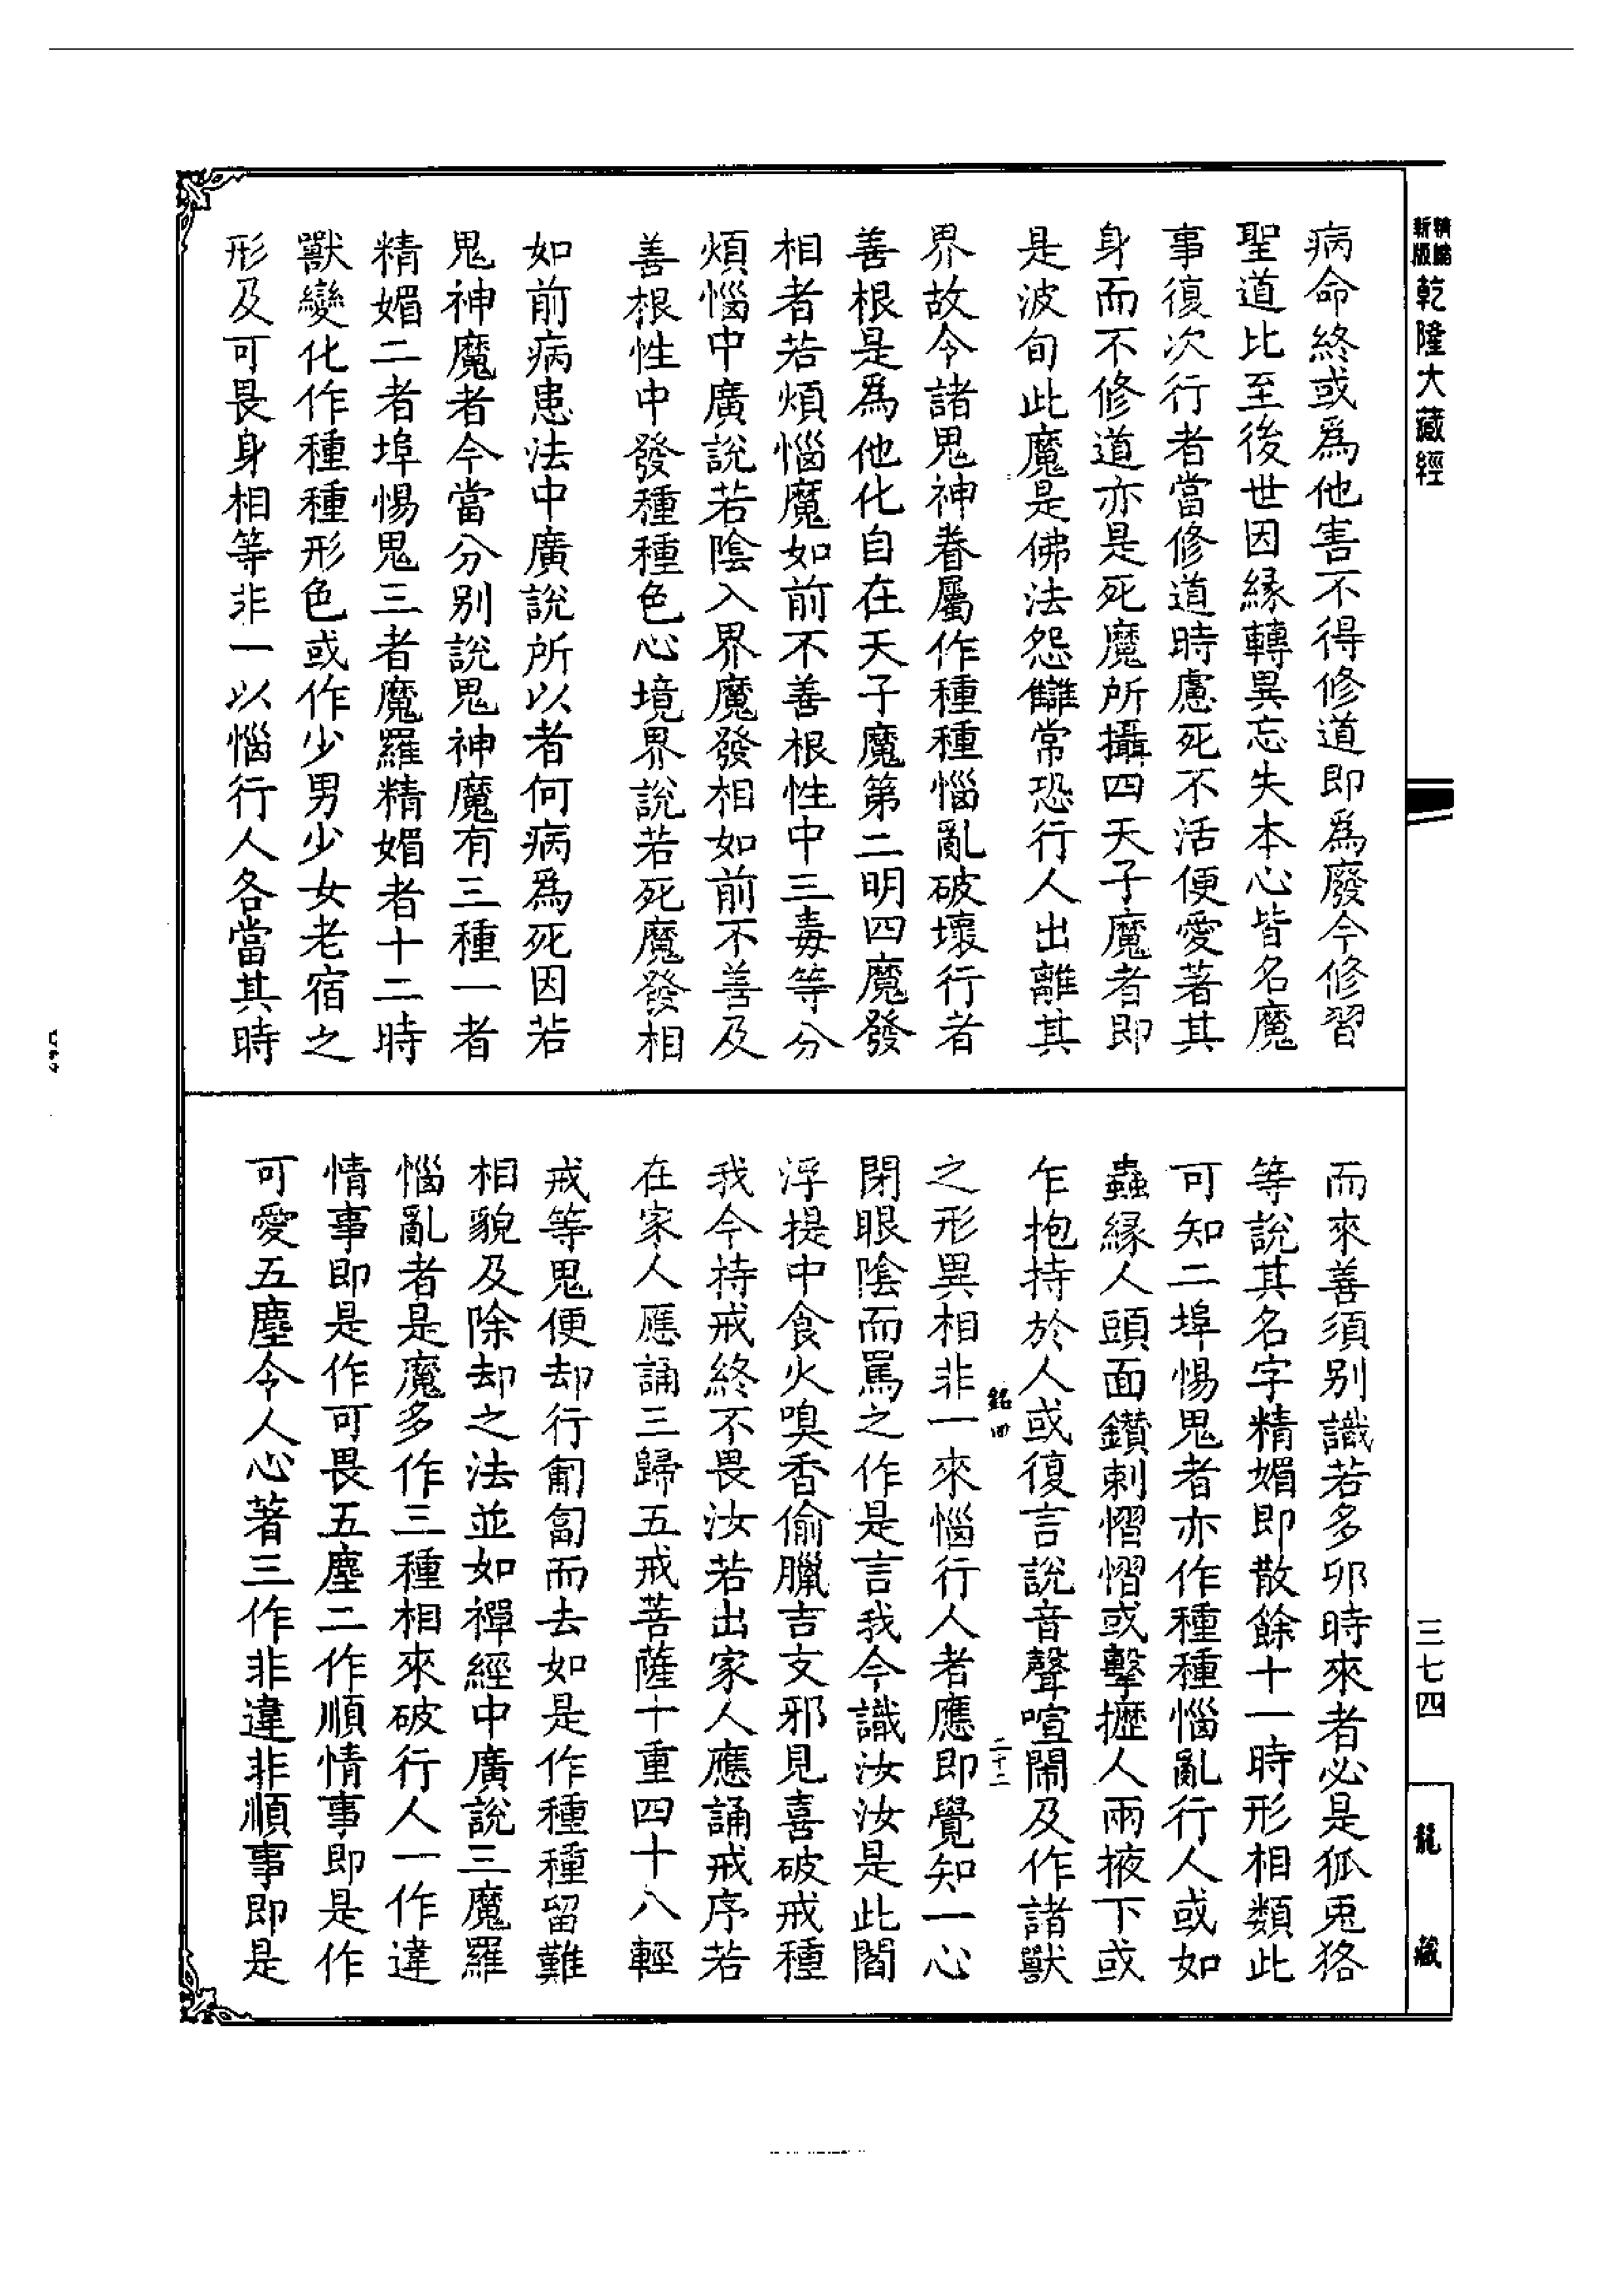 新版精縮乾隆大藏經
病命終或爲他害不得修道即爲廢今修習
聖道比至後世因緣轉異忘失本心皆名魔
事復次行者當修道時慮死不活便愛著其
身而不修道亦是死魔所攝四天子魔者即
是波旬此魔是佛法怨讎常恐行人出離其
界故令諸鬼神眷屬作種種惱亂破壞行者
善根是爲他化自在天子魔第二明四魔發
相者若煩惱魔如前不善根性中三毒等分
煩惱中廣說若陰入界魔發相如前不善及
善根性中發種種色心境界說若死魔發相
如前病患法中廣說所以者何病爲死因若
鬼神魔者今當分别說鬼神魔有三種一者
精媚二者埠惕鬼三者魔羅精媚者十二時
獸變化作種種形色或作少男少女老宿之
形及可畏身相等非一以惱行人各當其時
而來善須别識若多卯時來者必是狐兎狢
等說其名字精媚即散餘十一時形相類此
可知二埠惕鬼者亦作種種惱亂行人或如
蟲緣人頭面鑽刺慴慴或擊攊人兩掖下或
乍抱持於人或復言說音聲喧鬧及作諸獸
銘四 二十二
之形異相非一來惱行人者應即覺知一心
閉眼陰而罵之作是言我今識汝汝是此閻
浮提中食火嗅香偷臘吉支邪見喜破戒種
我今持戒終不畏汝若出家人應誦戒序若
在家人應誦三歸五戒菩薩十重四十八輕
戒等鬼便却行匍匐而去如是作種種留難
相貌及除却之法並如禪經中廣說三魔羅
惱亂者是魔多作三種相來破行人一作違
情事即是作可畏五塵二作順情事即是作
可愛五塵令人心著三作非違非順事即是
三七四
龍藏